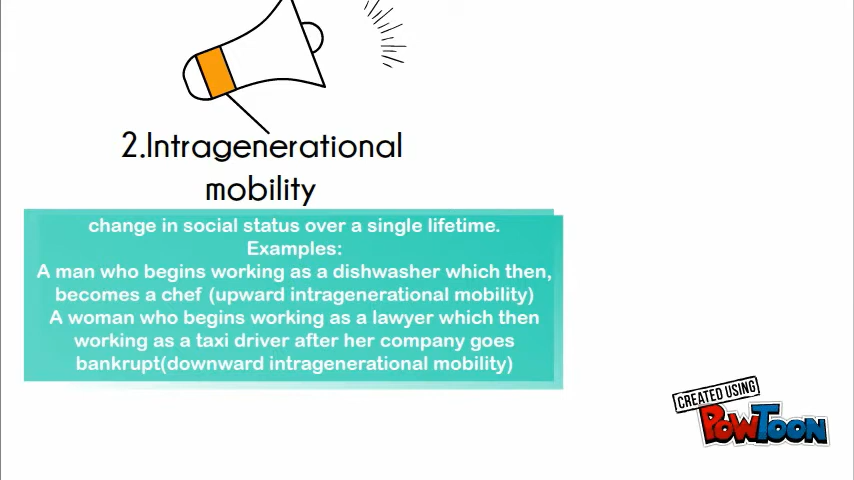 2.Intragenerational
mobility
change in social status over a single lifetime.
Examples:
A man who begins working as a dishwasher which then,
becomes a chef (upward intragenerational mobility)
A woman who begins working as a lawyer which then
working as a taxi driver after her company goes
bankrupt(downward intragenerational mobility)
CREATED USING
POWTOON